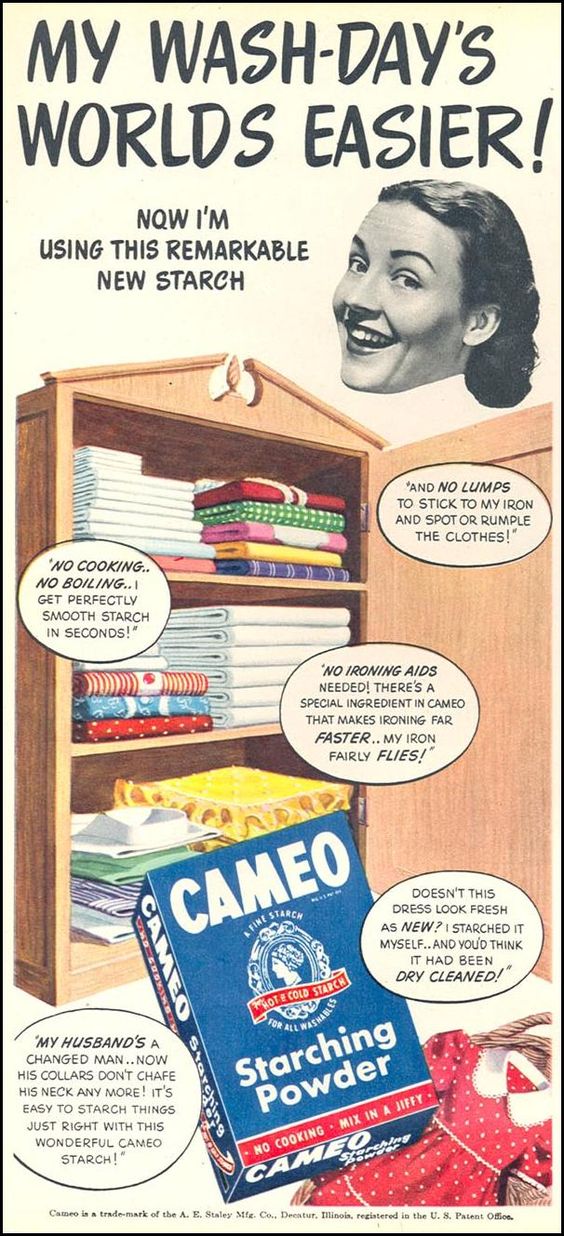 MY WASH-DAY'S
WORLDS EASIER!
NOW I'M
USING THIS REMARKABLE
NEW STARCH
"AND NO LUMPS
TO STICK TO MY IRON
AND SPOT OR RUMPLE
THE CLOTHES!"
"NO COOKING..
NO BOILING.. I
GET PERFECTLY
SMOOTH STARCH
IN SECONDS!"
"NO IRONING AIDS
NEEDED! THERE'S A
SPECIAL INGREDIENT IN CAMEO
THAT MAKES IRONING FAR
FASTER.. MY IRON
FAIRLY FLIES!"
DOESN'T THIS
DRESS LOOK FRESH
AS NEW? I STARCHED IT
MYSELF.. AND YOU'D THINK
IT HAD BEEN
DRY CLEANED!"
"MY HUSBAND'S A
CHANGED MAN.. NOW
HIS COLLARS DON'T CHAFE
HIS NECK ANY MORE! IT'S
EASY TO STARCH THINGS
JUST RIGHT WITH THIS
WONDERFUL CAMEO
STARCH!"
CAMEO
A FINE STARCH
HOT OR COLD STARCH
FOR ALL WASHABLES
Starching
Powder
NO COOKING · MIX IN A JIFFY
CAMEO Starching
Powder
CAMEO Starching
Powder
Cameo is a trade-mark of the A. E. Staley Mfg. Co., Decatur, Illinois, registered in the U. S. Patent Office.